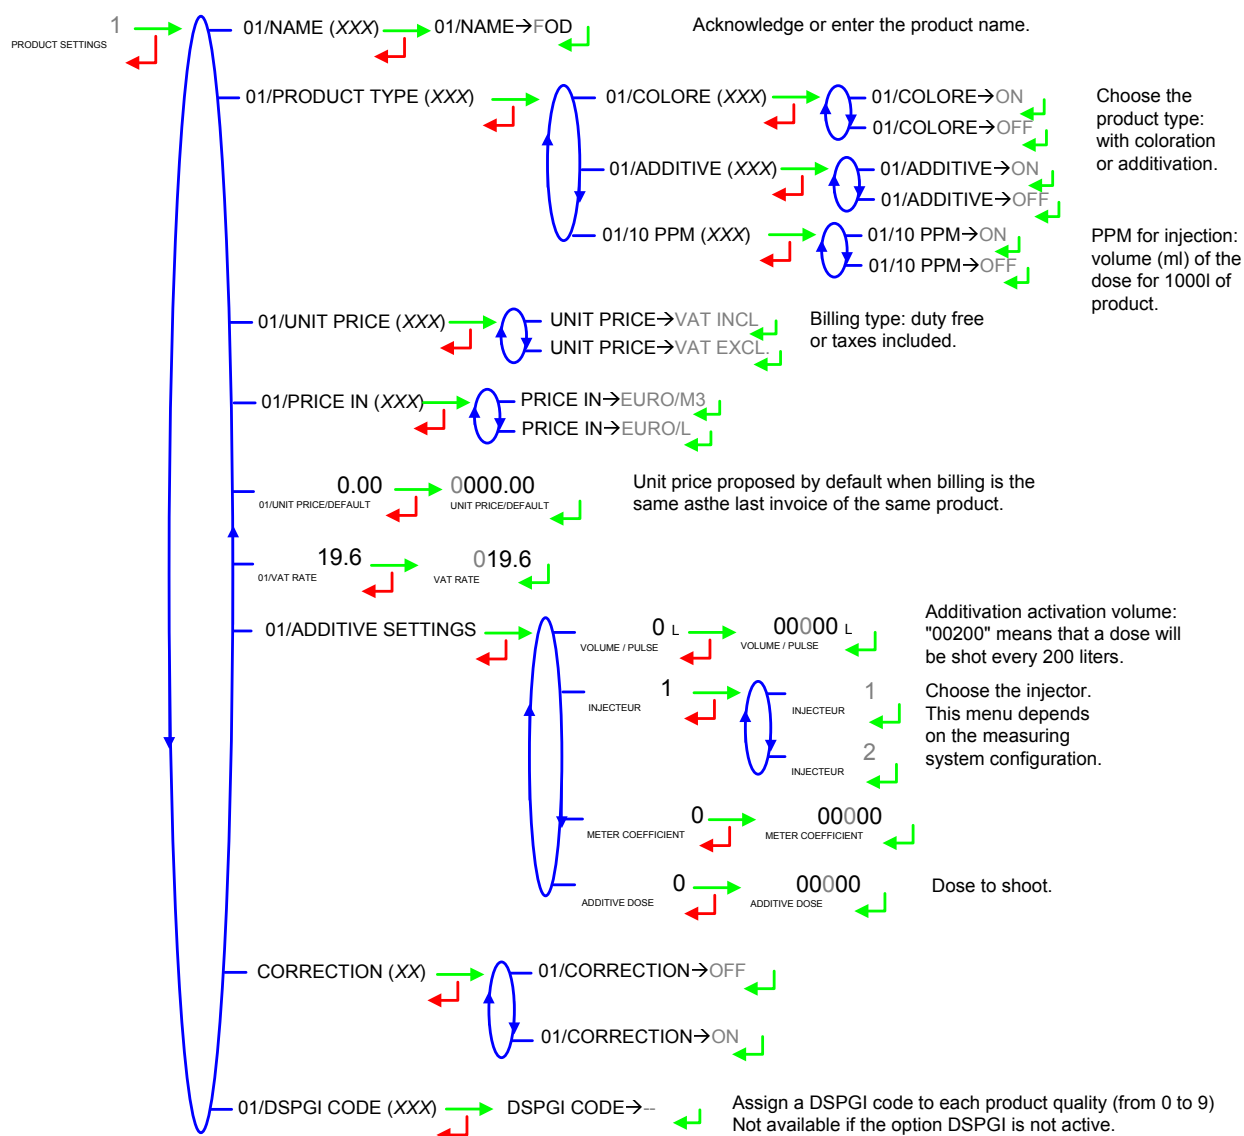 1
PRODUCT SETTINGS
01/NAME (XXX)
01/NAME→FOD
Acknowledge or enter the product name.
01/PRODUCT TYPE (XXX)
01/COLORE (XXX)
01/COLORE→ON
01/COLORE→OFF
Choose the
product type:
with coloration
or additivation.
01/ADDITIVE (XXX)
01/ADDITIVE→ON
01/ADDITIVE→OFF
01/10 PPM (XXX)
01/10 PPM→ON
01/10 PPM→OFF
PPM for injection:
volume (ml) of the
dose for 1000l of
product.
01/UNIT PRICE (XXX)
UNIT PRICE→VAT INCL
UNIT PRICE→VAT EXCL.
Billing type: duty free
or taxes included.
01/PRICE IN (XXX)
PRICE IN→EURO/M3
PRICE IN→EURO/L
0.00
01/UNIT PRICE/DEFAULT
0000.00
UNIT PRICE/DEFAULT
Unit price proposed by default when billing is the
same asthe last invoice of the same product.
19.6
01/VAT RATE
019.6
VAT RATE
01/ADDITIVE SETTINGS
0 L
VOLUME / PULSE
00000 L
VOLUME / PULSE
Additivation activation volume:
"00200" means that a dose will
be shot every 200 liters.
1
INJECTEUR
1
INJECTEUR
2
INJECTEUR
Choose the injector.
This menu depends
on the measuring
system configuration.
0
METER COEFFICIENT
00000
METER COEFFICIENT
0
ADDITIVE DOSE
00000
ADDITIVE DOSE
Dose to shoot.
CORRECTION (XX)
01/CORRECTION→OFF
01/CORRECTION→ON
01/DSPGI CODE (XXX)
DSPGI CODE→--
Assign a DSPGI code to each product quality (from 0 to 9)
Not available if the option DSPGI is not active.